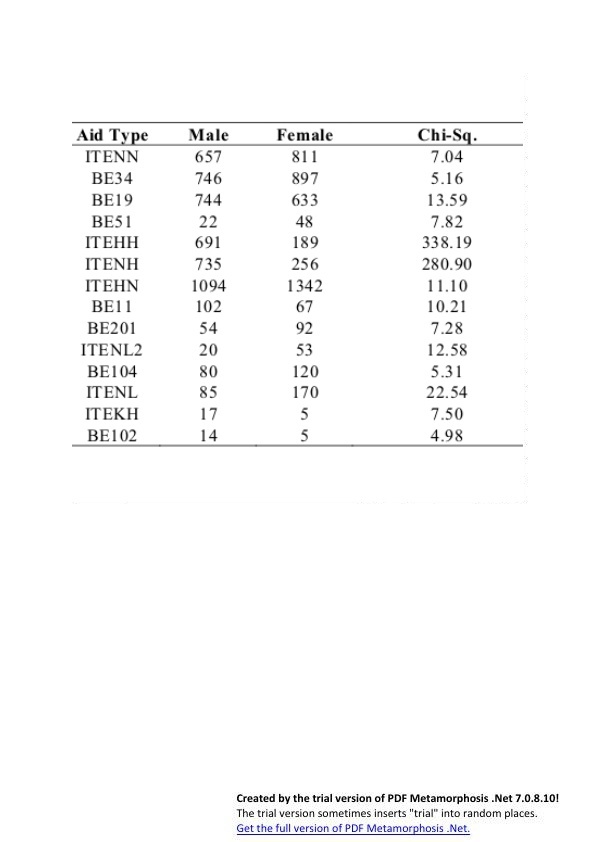 Aid Type Male Female Chi-Sq.
ITENN 657 811 7.04
BE34 746 897 5.16
BE19 744 633 13.59
BE51 22 48 7.82
ITEHH 691 189 338.19
ITENH 735 256 280.90
ITEHN 1094 1342 11.10
BE11 102 67 10.21
BE201 54 92 7.28
ITENL2 20 53 12.58
BE104 80 120 5.31
ITENL 85 170 22.54
ITEKH 17 5 7.50
BE102 14 5 4.98
Created by the trial version of PDF Metamorphosis .Net 7.0.8.10!
The trial version sometimes inserts "trial" into random places.
Get the full version of PDF Metamorphosis .Net.